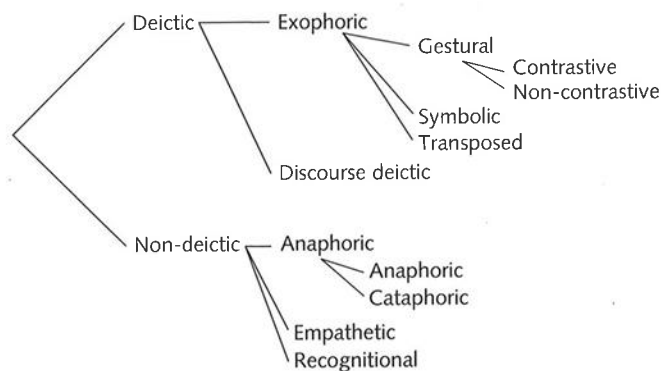 Deictic
Exophoric
Gestural
Contrastive
Non-contrastive
Symbolic
Transposed
Discourse deictic
Non-deictic
Anaphoric
Anaphoric
Cataphoric
Empathetic
Recognitional